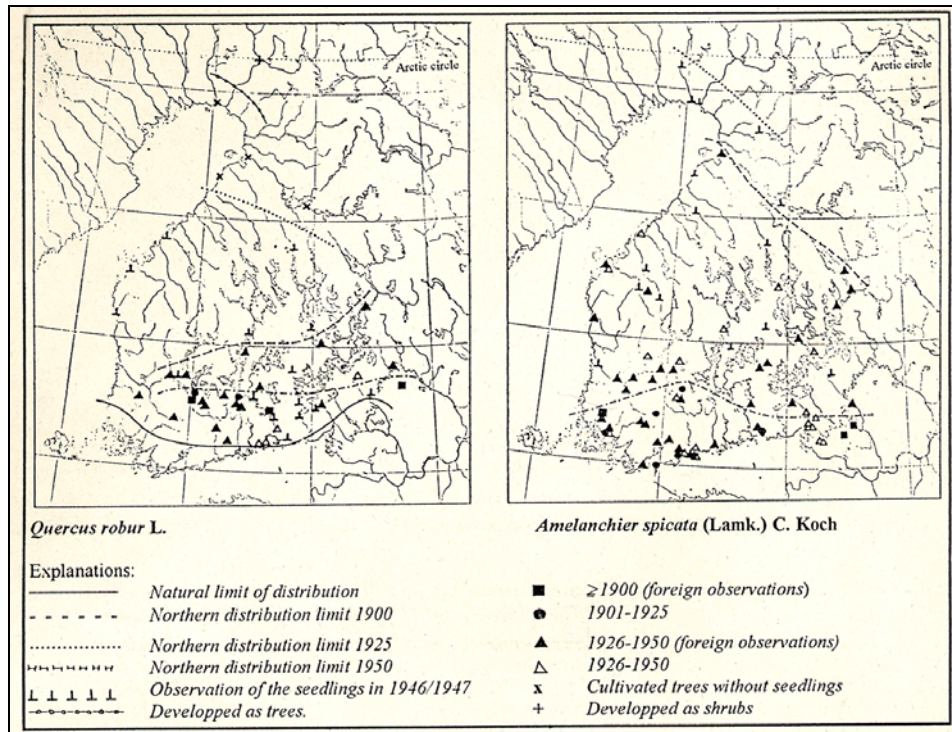 Arctic circle
Arctic circle
Quercus robur L.
Amelanchier spicata (Lamk.) C. Koch
Explanations:
Natural limit of distribution
Northern distribution limit 1900
Northern distribution limit 1925
Northern distribution limit 1950
Observation of the seedlings in 1946/1947
Developped as trees.
≥1900 (foreign observations)
1901-1925
1926-1950 (foreign observations)
1926-1950
x Cultivated trees without seedlings
+ Developped as shrubs